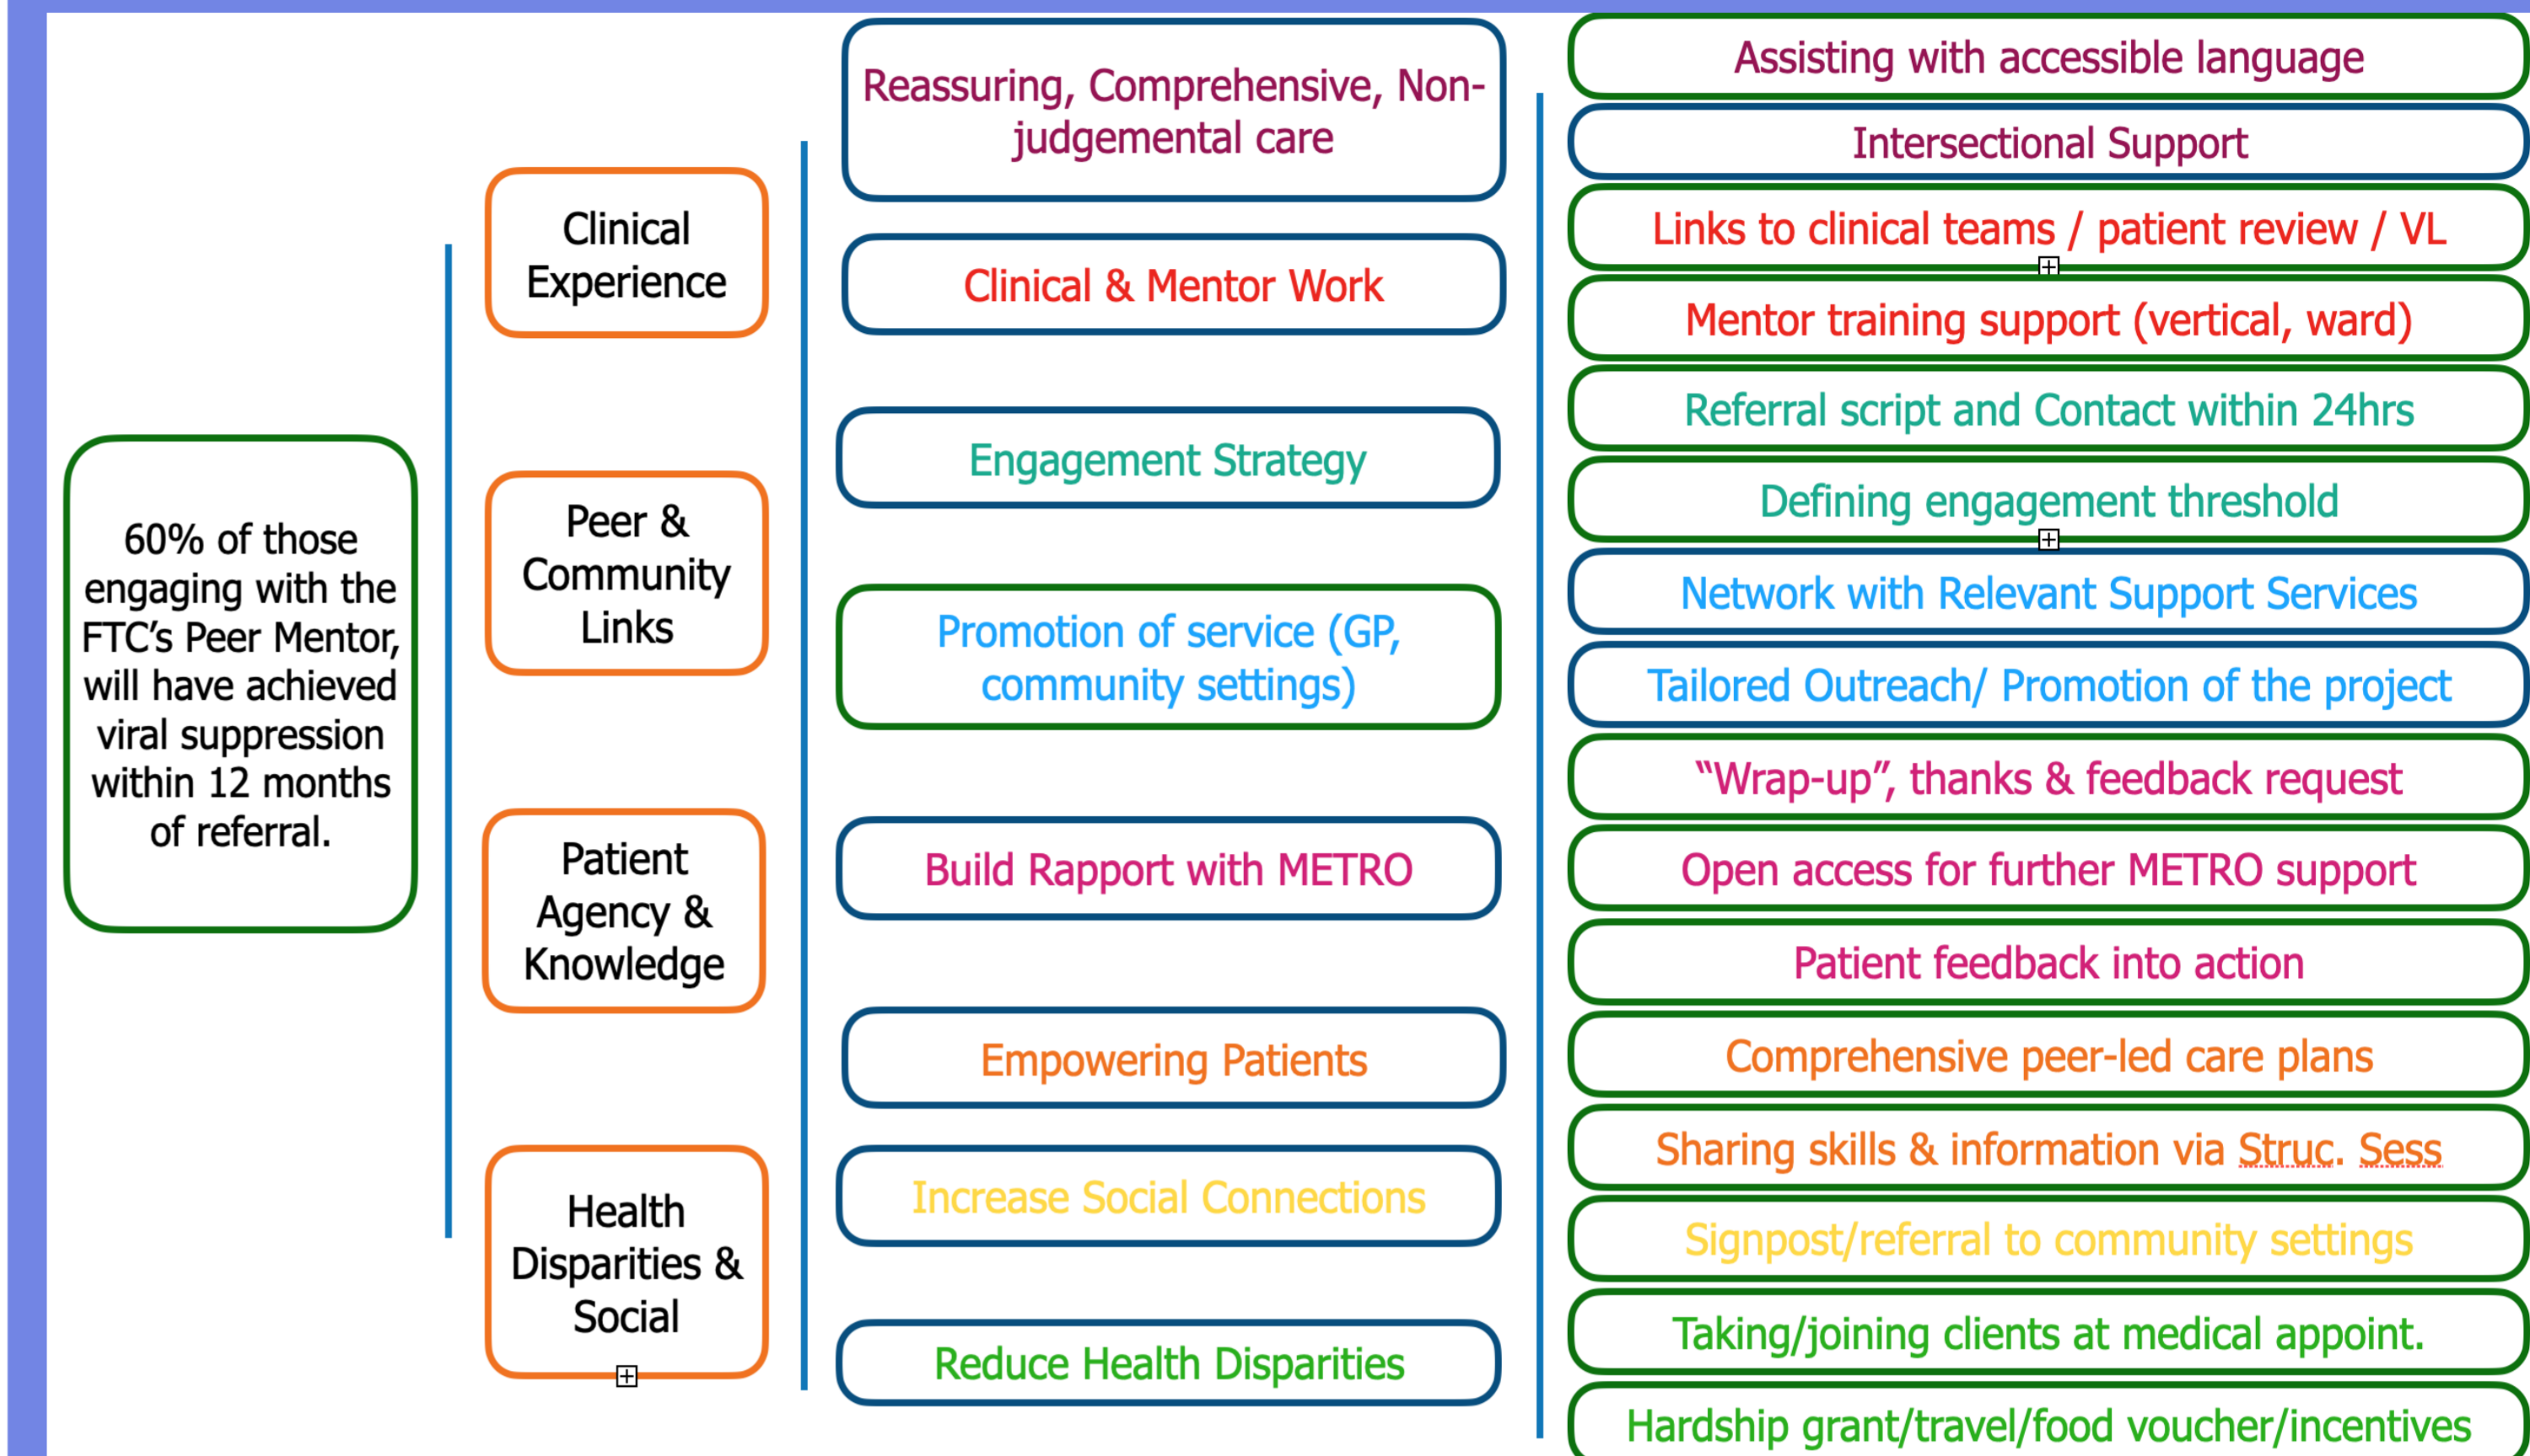 60% of those
engaging with the
FTC’s Peer Mentor,
will have achieved
viral suppression
within 12 months
of referral.
Clinical
Experience
Peer &
Community
Links
Patient
Agency &
Knowledge
Health
Disparities &
Social
Reassuring, Comprehensive, Non-
judgemental care
Clinical & Mentor Work
Engagement Strategy
Promotion of service (GP,
community settings)
Build Rapport with METRO
Empowering Patients
Increase Social Connections
Reduce Health Disparities
Assisting with accessible language
Intersectional Support
Links to clinical teams / patient review / VL
Mentor training support (vertical, ward)
Referral script and Contact within 24hrs
Defining engagement threshold
Network with Relevant Support Services
Tailored Outreach/ Promotion of the project
“Wrap-up”, thanks & feedback request
Open access for further METRO support
Patient feedback into action
Comprehensive peer-led care plans
Sharing skills & information via Struc. Sess
Signpost/referral to community settings
Taking/joining clients at medical appoint.
Hardship grant/travel/food voucher/incentives